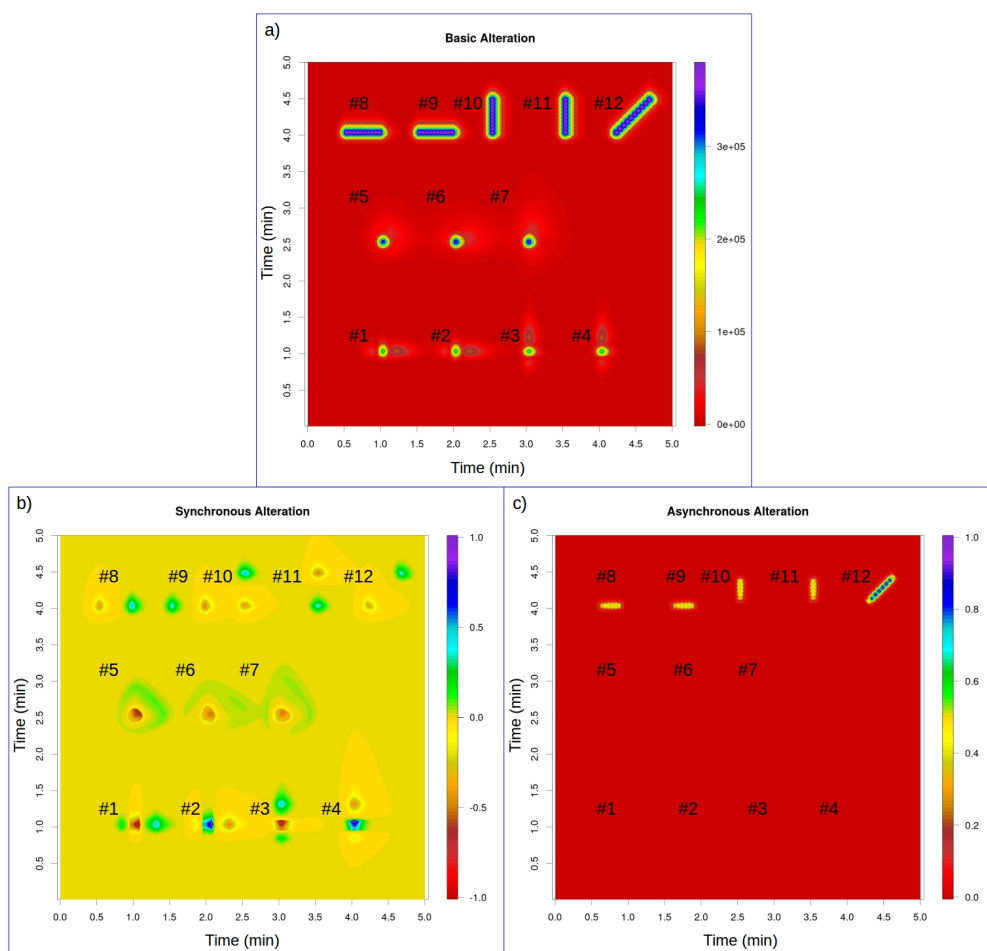 a)
Basic Alteration
5.0
4.5
4.0
3.5
3.0
2.5
2.0
1.5
1.0
0.5
Time (min)
#8 #9 #10 #11 #12
#5 #6 #7
#1 #2 #3 #4
3e+05
2e+05
1e+05
0e+00
0.0 0.5 1.0 1.5 2.0 2.5 3.0 3.5 4.0 4.5 5.0
Time (min)
b)
Synchronous Alteration
5.0
4.5
4.0
3.5
3.0
2.5
2.0
1.5
1.0
0.5
Time (min)
#8 #9 #10 #11 #12
#5 #6 #7
#1 #2 #3 #4
1.0
0.5
0.0
-0.5
-1.0
0.0 0.5 1.0 1.5 2.0 2.5 3.0 3.5 4.0 4.5 5.0
Time (min)
c)
Asynchronous Alteration
5.0
4.5
4.0
3.5
3.0
2.5
2.0
1.5
1.0
0.5
Time (min)
#8 #9 #10 #11 #12
#5 #6 #7
#1 #2 #3 #4
1.0
0.8
0.6
0.4
0.2
0.0
0.0 0.5 1.0 1.5 2.0 2.5 3.0 3.5 4.0 4.5 5.0
Time (min)